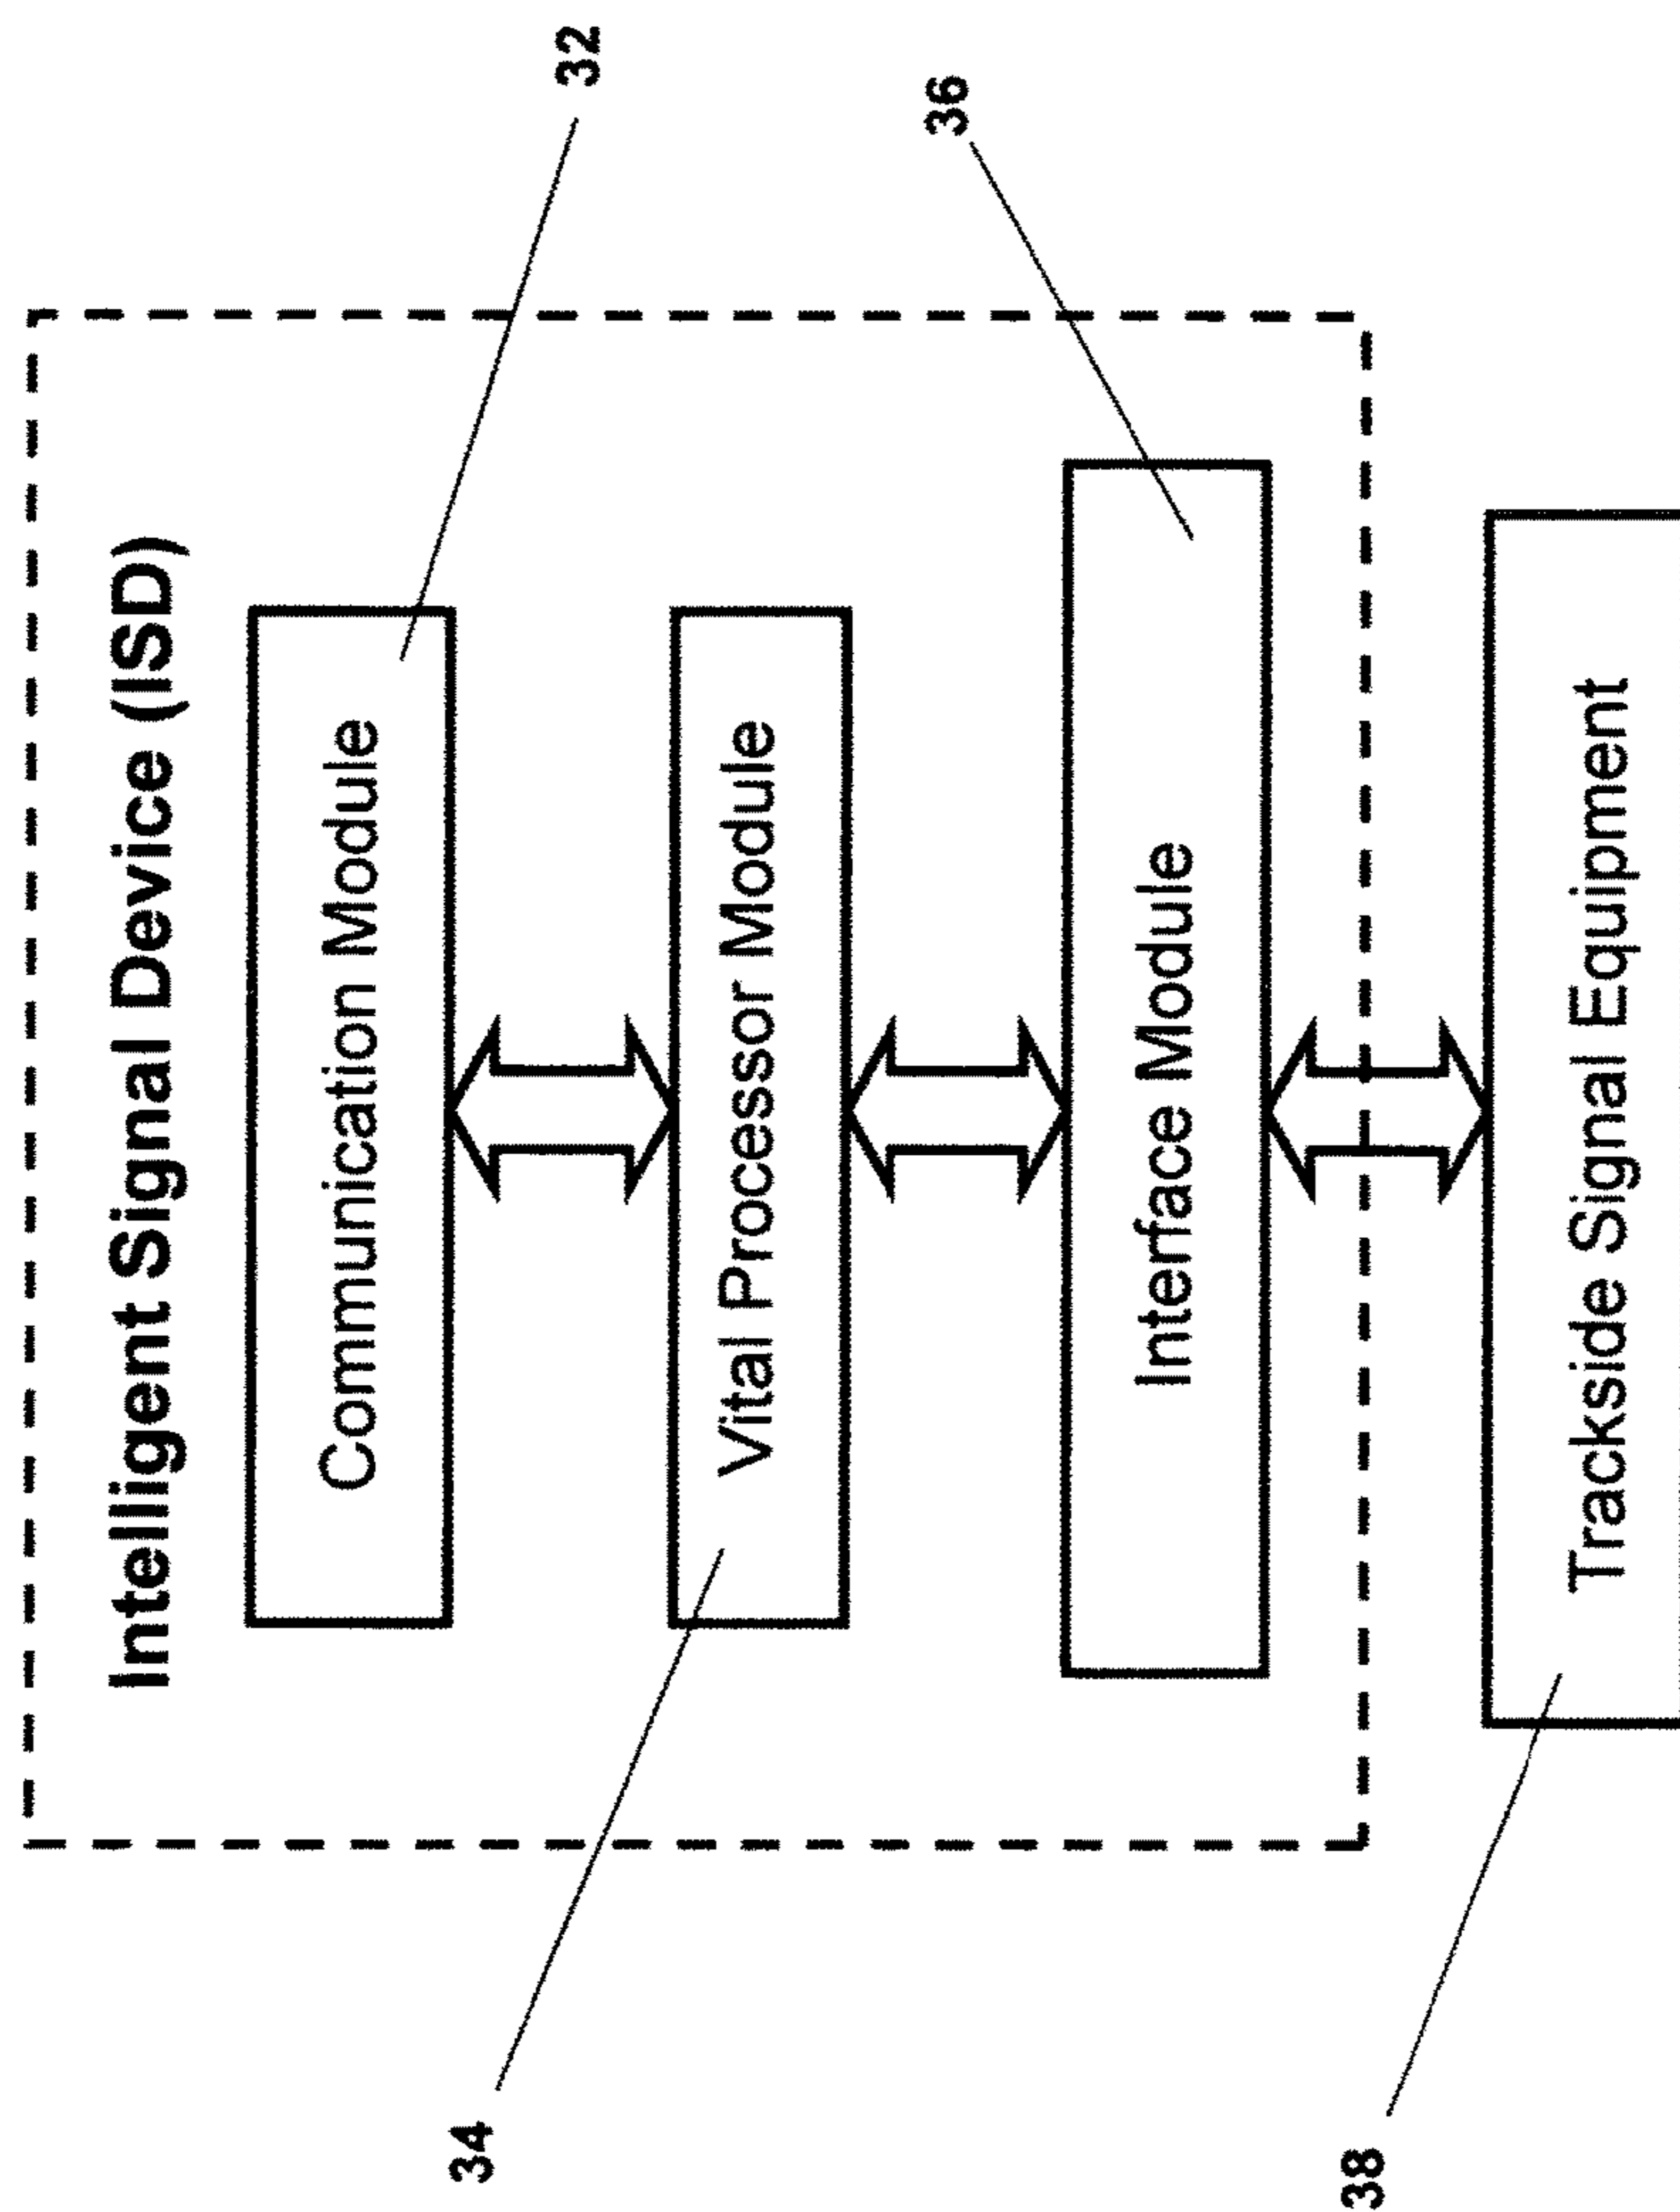 Intelligent Signal Device (ISD)
Communication Module
32
Vital Processor Module
34
Interface Module
36
Trackside Signal Equipment
38